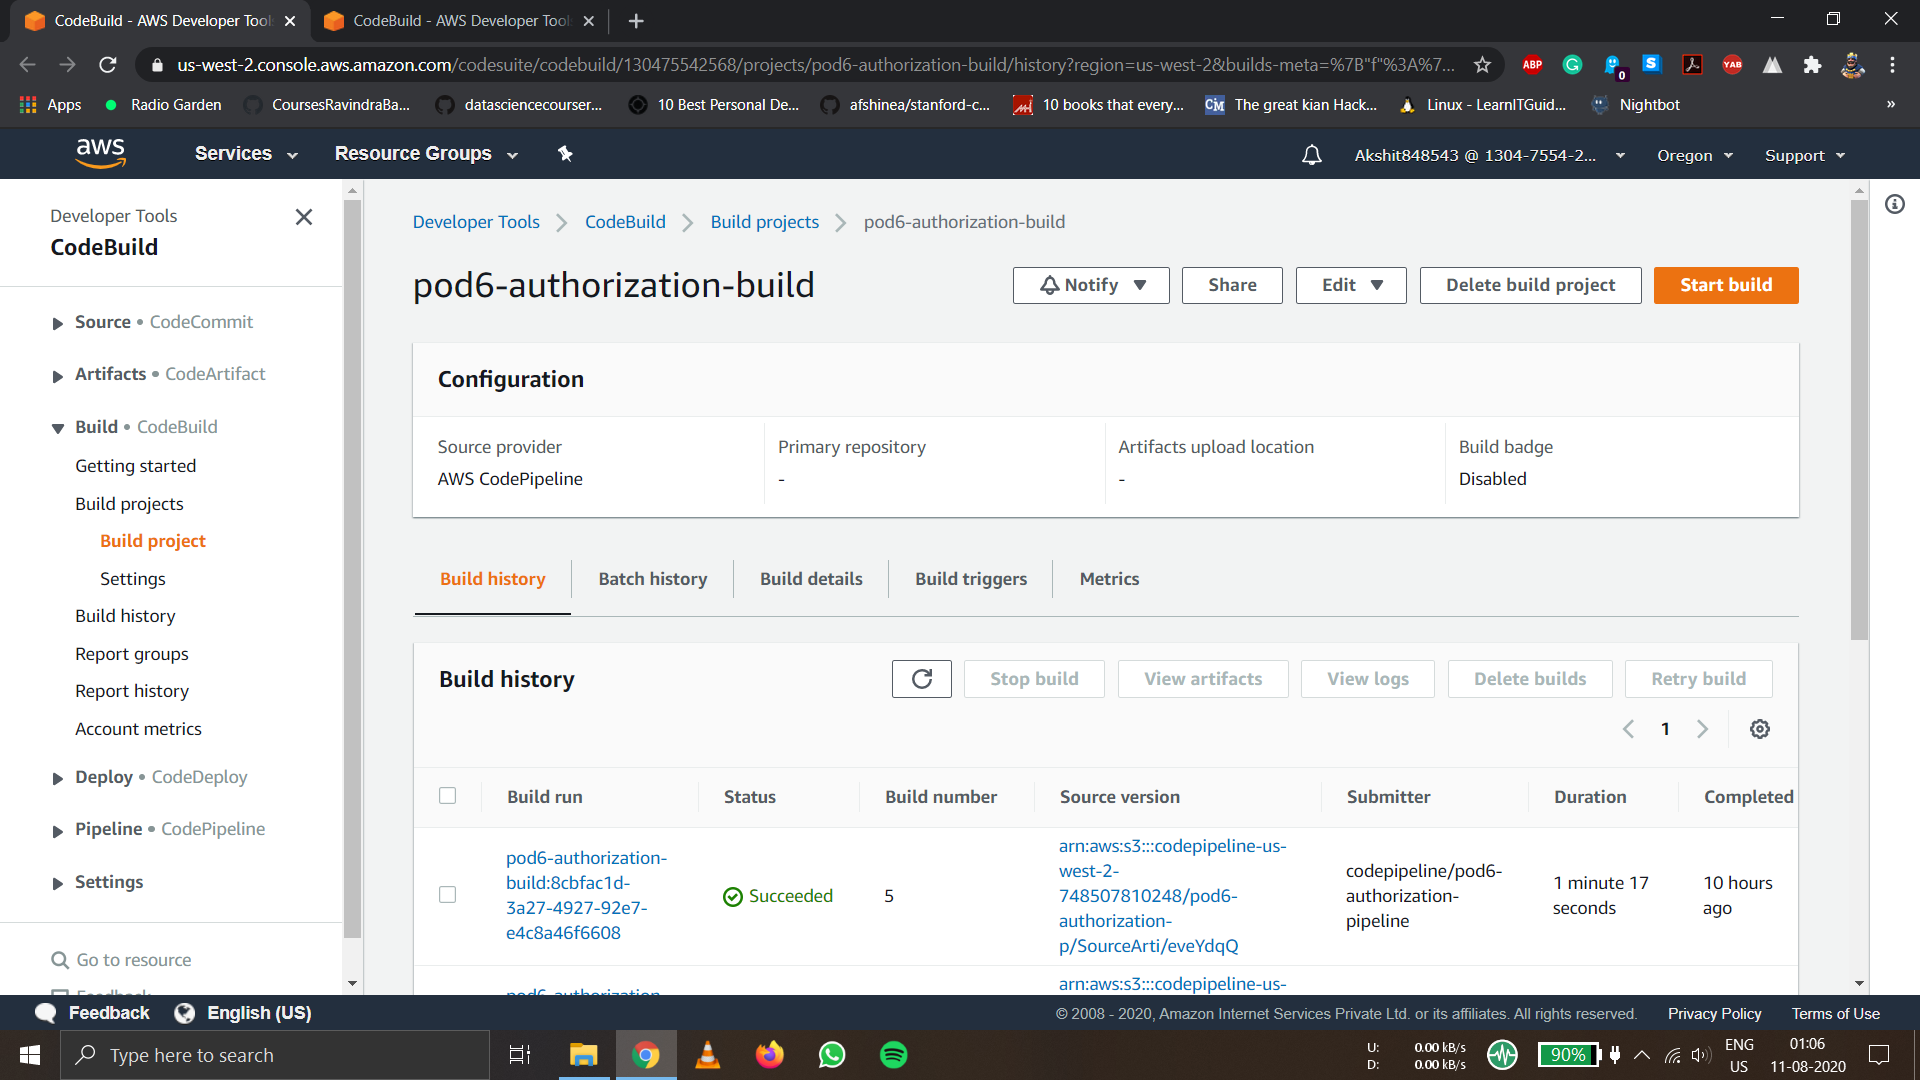 CodeBuild - AWS Developer Tool
CodeBuild - AWS Developer Tool
us-west-2.console.aws.amazon.com/codesuite/codebuild/130475542568/projects/pod6-authorization-build/history?region=us-west-2&builds-meta=%7B"f"%3A%7...
ABP
0
S
YAB
Apps
Radio Garden
CoursesRavindraBa...
datasciencecourser...
10 Best Personal De...
afshinea/stanford-c...
10 books that every...
CM
The great kian Hack...
Linux - LearnITGuid...
Nightbot
»
aws
Services
Resource Groups
Akshit848543 @ 1304-7554-2...
Oregon
Support
Developer Tools
CodeBuild
Source • CodeCommit
Artifacts • CodeArtifact
Build • CodeBuild
Getting started
Build projects
Build project
Settings
Build history
Report groups
Report history
Account metrics
Deploy • CodeDeploy
Pipeline • CodePipeline
Settings
Go to resource
Feedback
Developer Tools
CodeBuild
Build projects
pod6-authorization-build
pod6-authorization-build
Notify
Share
Edit
Delete build project
Start build
Configuration
Source provider
AWS CodePipeline
Primary repository
-
Artifacts upload location
-
Build badge
Disabled
Build history
Batch history
Build details
Build triggers
Metrics
Build history
Stop build
View artifacts
View logs
Delete builds
Retry build
1
Build run
Status
Build number
Source version
Submitter
Duration
Completed
pod6-authorization-
build:8cbfac1d-
3a27-4927-92e7-
e4c8a46f6608
Succeeded
5
arn:aws:s3:::codepipeline-us-
west-2-
748507810248/pod6-
authorization-
p/SourceArti/eveYdqQ
codepipeline/pod6-
authorization-
pipeline
1 minute 17
seconds
10 hours
ago
pod6-authorization-
arn:aws:s3:::codepipeline-us-
Feedback
English (US)
© 2008 - 2020, Amazon Internet Services Private Ltd. or its affiliates. All rights reserved.
Privacy Policy
Terms of Use
Type here to search
U: 0.00 kB/s
D: 0.00 kB/s
90%
ENG
US
01:06
11-08-2020